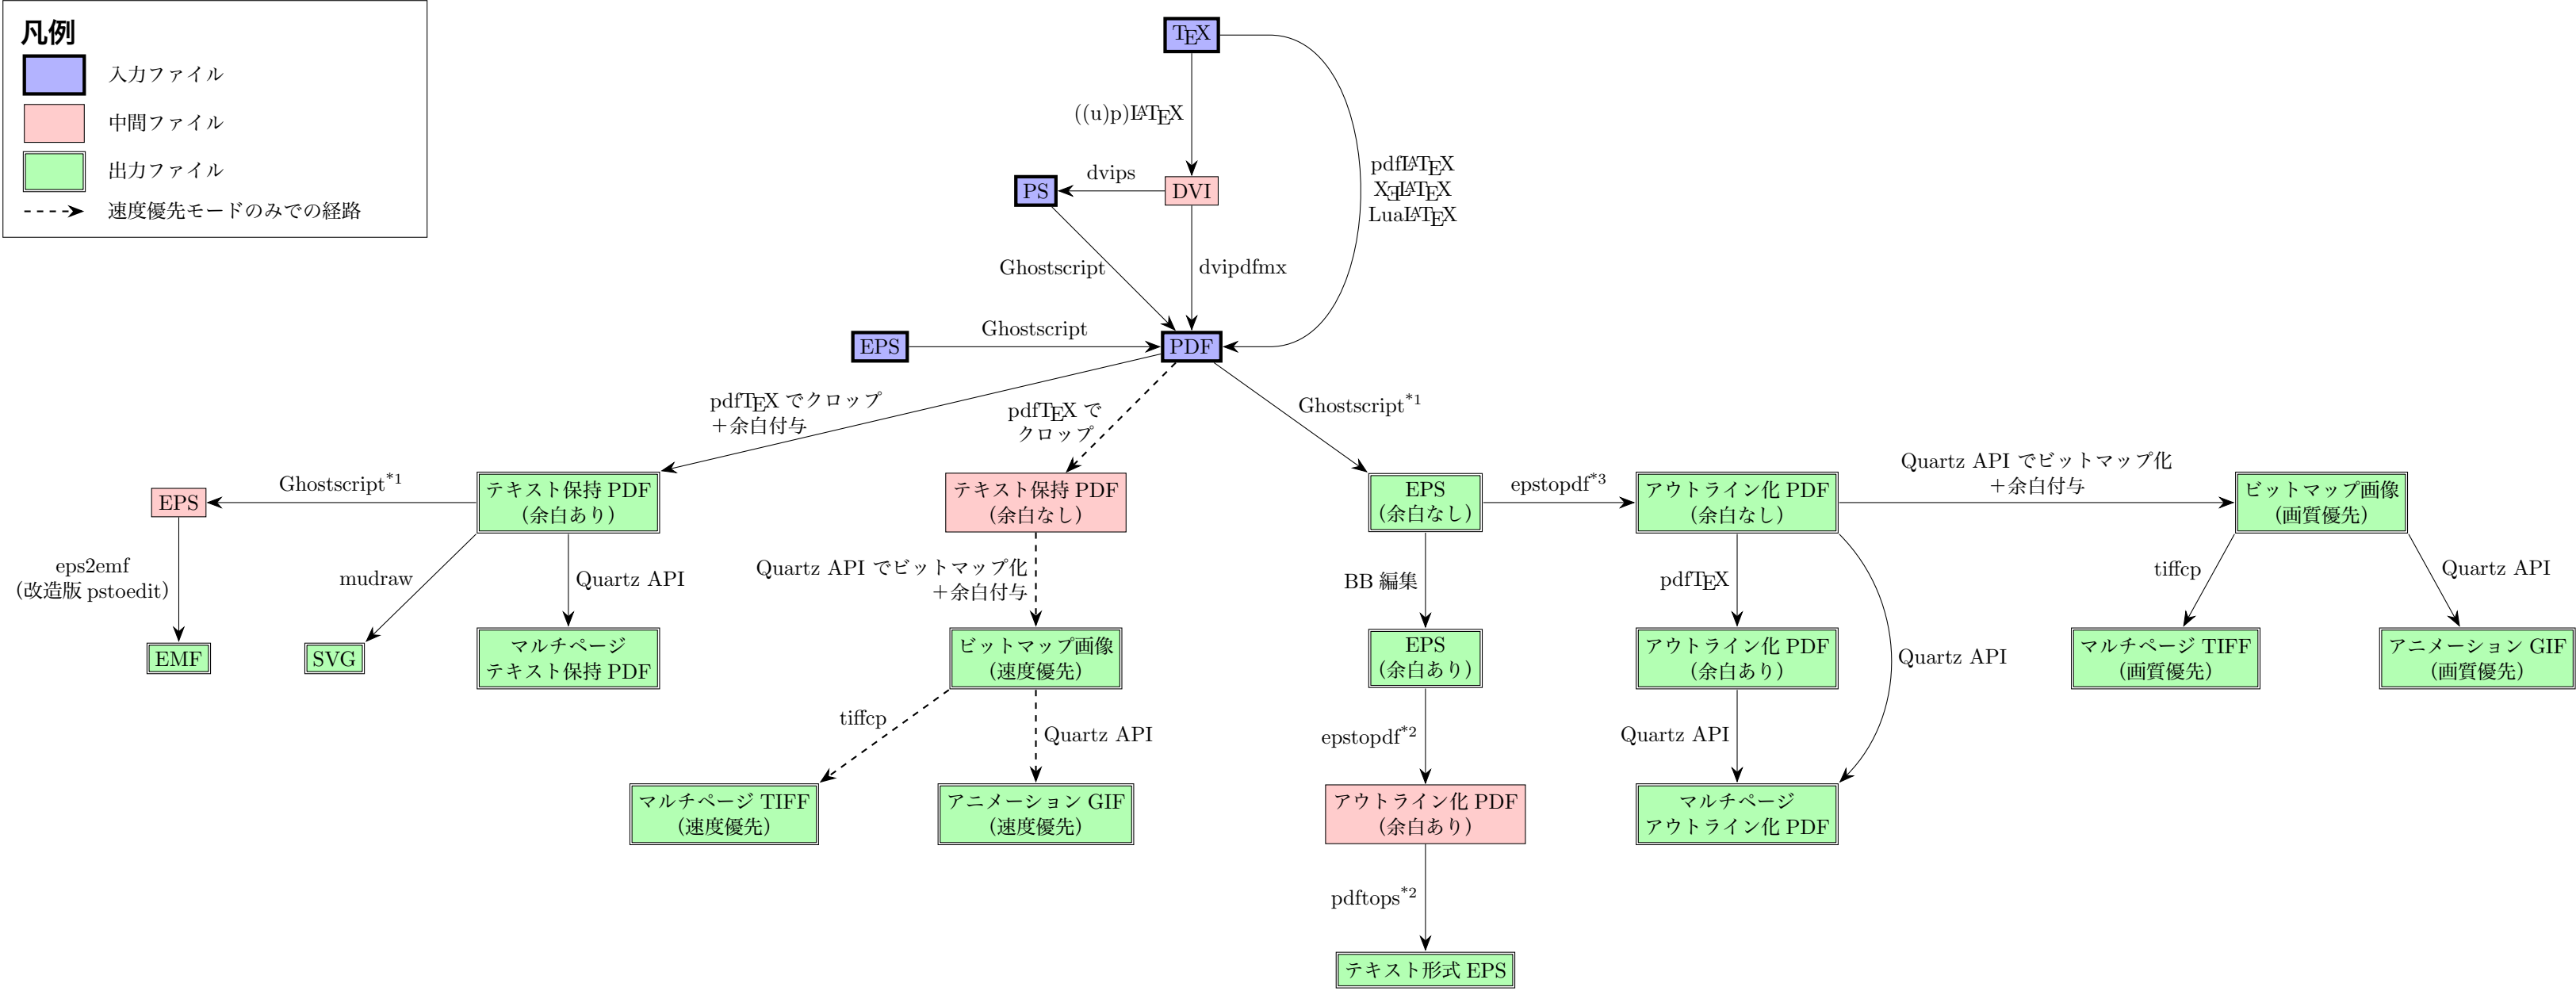 凡例
入力ファイル
中間ファイル
出力ファイル
速度優先モードのみでの経路
TEX
((u)p)LATEX
pdfLATEX
XƎLATEX
LuaLATEX
dvips
PS
DVI
Ghostscript
dvipdfmx
EPS
Ghostscript
PDF
pdfTEX でクロップ
＋余白付与
pdfTEX で
クロップ
Ghostscript*1
EPS
Ghostscript*1
テキスト保持 PDF
（余白あり）
テキスト保持 PDF
（余白なし）
EPS
（余白なし）
epstopdf*3
アウトライン化 PDF
（余白なし）
Quartz API でビットマップ化
＋余白付与
ビットマップ画像
（画質優先）
eps2emf
（改造版 pstoedit）
mudraw
Quartz API
Quartz API でビットマップ化
＋余白付与
BB 編集
pdfTEX
Quartz API
tiffcp
Quartz API
EMF
SVG
マルチページ
テキスト保持 PDF
ビットマップ画像
（速度優先）
EPS
（余白あり）
アウトライン化 PDF
（余白あり）
マルチページ TIFF
（画質優先）
アニメーション GIF
（画質優先）
tiffcp
Quartz API
epstopdf*2
Quartz API
マルチページ TIFF
（速度優先）
アニメーション GIF
（速度優先）
アウトライン化 PDF
（余白あり）
マルチページ
アウトライン化 PDF
pdftops*2
テキスト形式 EPS